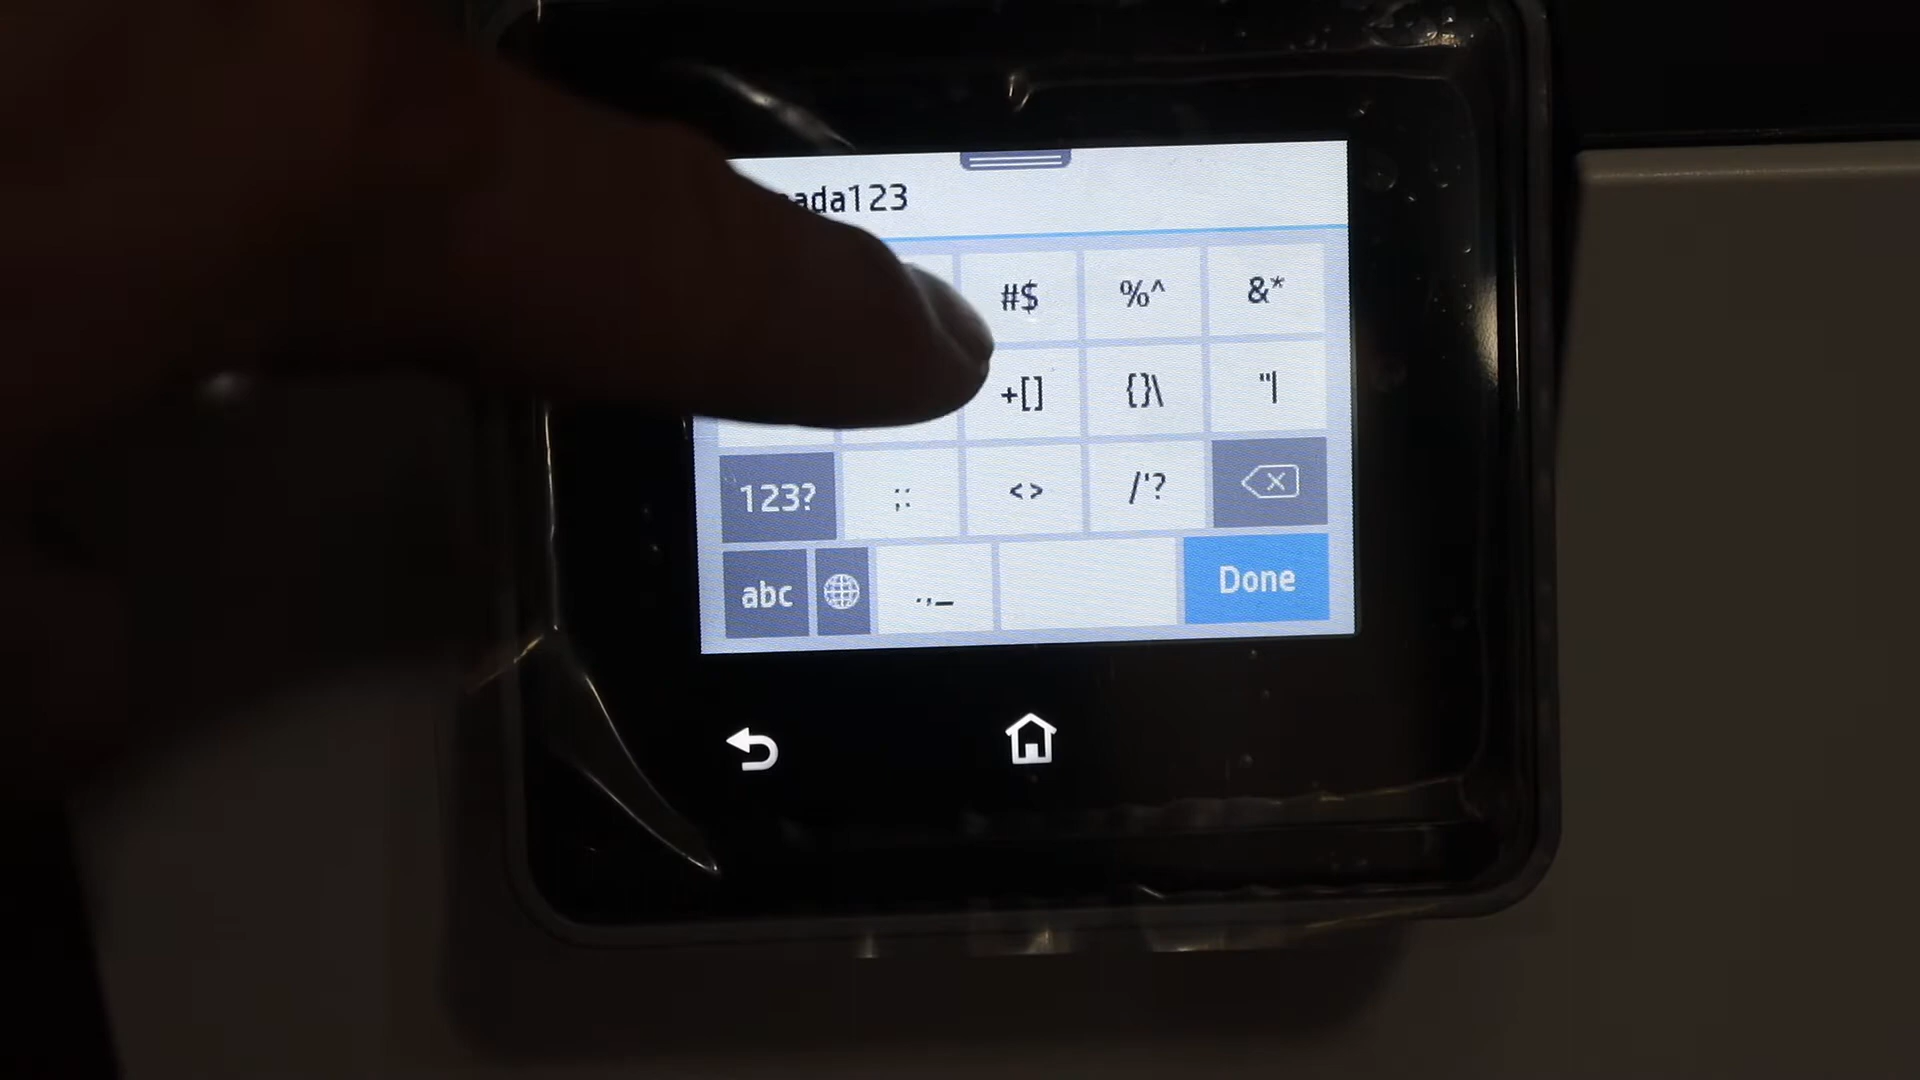 ada123
#$ %^ &*
+[] {}\ "|
123? ;: <> /'?
abc .,_ Done